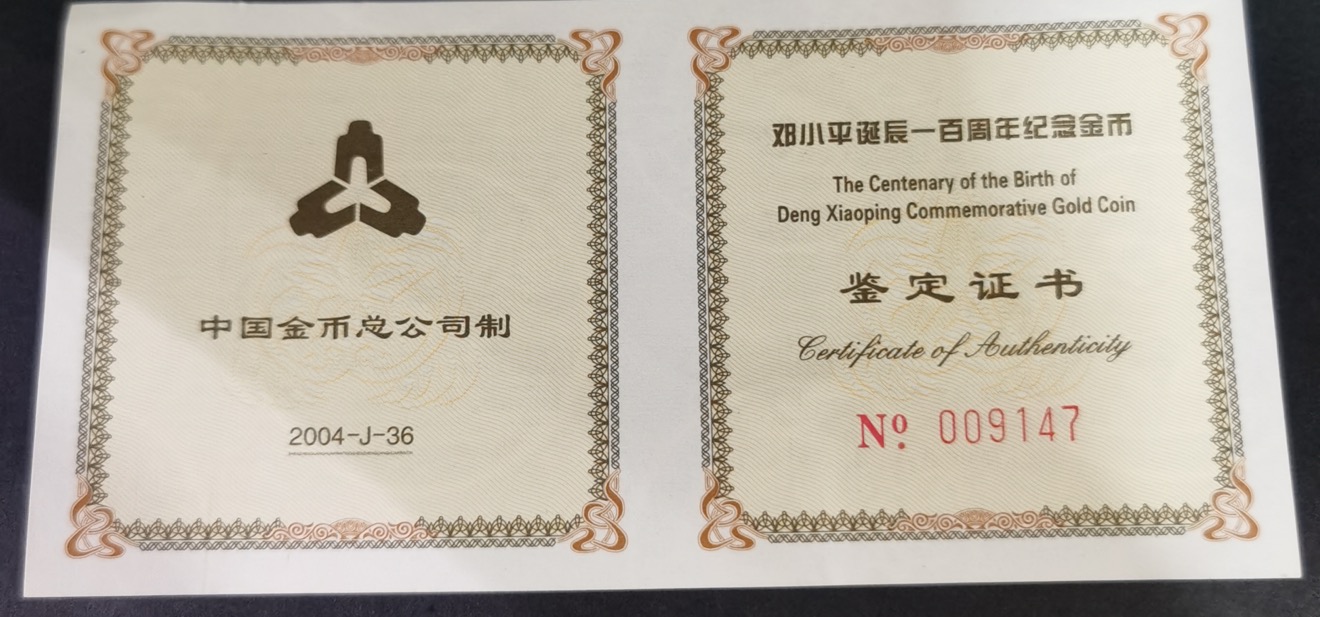 中国金币总公司制
2004-J-36
邓小平诞辰一百周年纪念金币
The Centenary of the Birth of
Deng Xiaoping Commemorative Gold Coin
鉴定证书
Certificate of Authenticity
Nº 009147